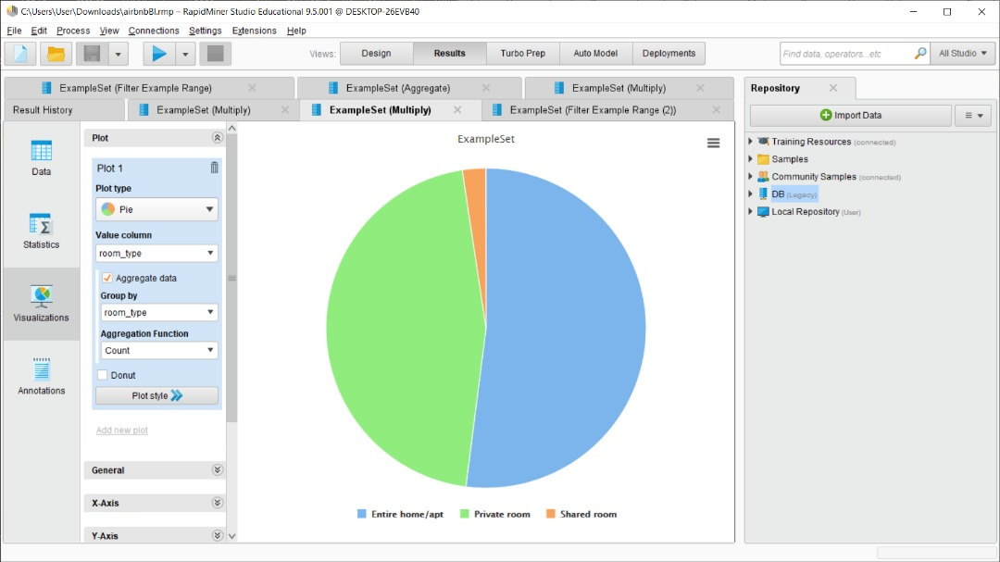 C:\Users\User\Downloads\airbnbBI.rmp – RapidMiner Studio Educational 9.5.001 @ DESKTOP-26EVB40
File Edit Process View Connections Settings Extensions Help
Views: Design Results Turbo Prep Auto Model Deployments Find data, operators...etc All Studio
ExampleSet (Filter Example Range) ExampleSet (Aggregate) ExampleSet (Multiply)
Result History ExampleSet (Multiply) ExampleSet (Multiply) ExampleSet (Filter Example Range (2))
Data
Statistics
Visualizations
Annotations
Plot
Plot 1
Plot type
Pie
Value column
room_type
Aggregate data
Group by
room_type
Aggregation Function
Count
Donut
Plot style
Add new plot
General
X-Axis
Y-Axis
ExampleSet
Entire home/apt Private room Shared room
Repository
Import Data
Training Resources (connected)
Samples
Community Samples (connected)
DB (Legacy)
Local Repository (User)